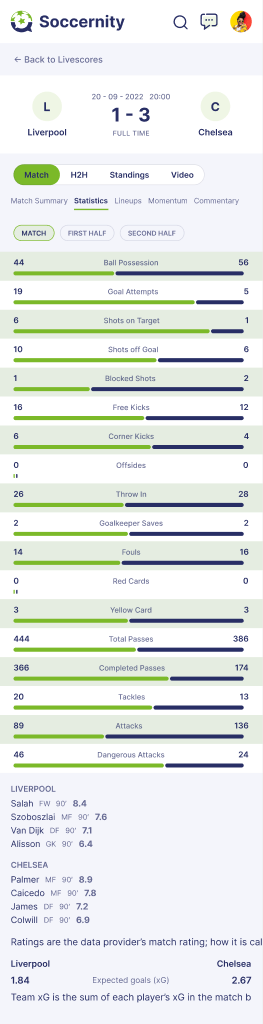 Soccernity
← Back to Livescores
20 - 09 - 2022 20:00
L 1 - 3 C
Liverpool FULL TIME Chelsea
Match H2H Standings Video
Match Summary Statistics Lineups Momentum Commentary
MATCH FIRST HALF SECOND HALF
44 Ball Possession 56
19 Goal Attempts 5
6 Shots on Target 1
10 Shots off Goal 6
1 Blocked Shots 2
16 Free Kicks 12
6 Corner Kicks 4
0 Offsides 0
26 Throw In 28
2 Goalkeeper Saves 2
14 Fouls 16
0 Red Cards 0
3 Yellow Card 3
444 Total Passes 386
366 Completed Passes 174
20 Tackles 13
89 Attacks 136
46 Dangerous Attacks 24
LIVERPOOL
Salah FW 90' 8.4
Szoboszlai MF 90' 7.6
Van Dijk DF 90' 7.1
Alisson GK 90' 6.4
CHELSEA
Palmer MF 90' 8.9
Caicedo MF 90' 7.8
James DF 90' 7.2
Colwill DF 90' 6.9
Ratings are the data provider's match rating; how it is cal
Liverpool Chelsea
1.84 Expected goals (xG) 2.67
Team xG is the sum of each player's xG in the match b